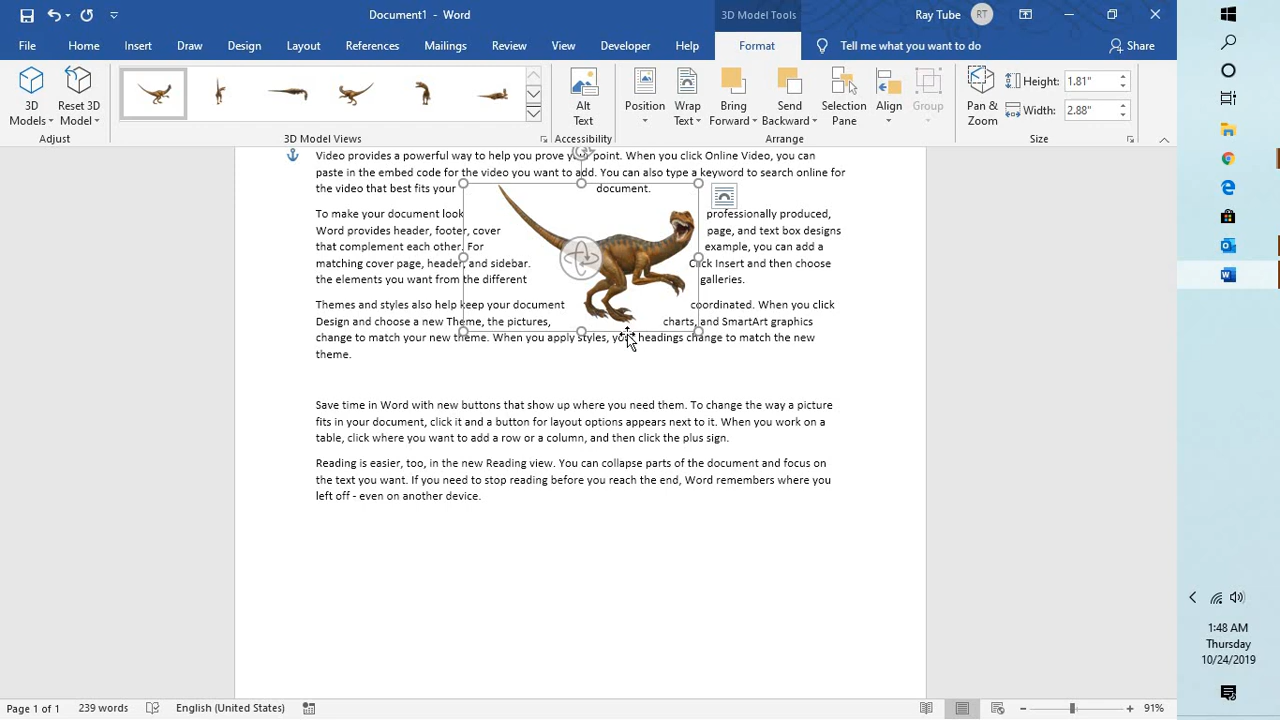 Document1 - Word
3D Model Tools
Ray Tube
RT
File Home Insert Draw Design Layout References Mailings Review View Developer Help Format Tell me what you want to do Share
3D Models
Reset 3D Model
Alt Text
Position
Wrap Text
Bring Forward
Send Backward
Selection Pane
Align
Group
Pan & Zoom
Height: 1.81"
Width: 2.88"
Adjust
3D Model Views
Accessibility
Arrange
Size
Video provides a powerful way to help you prove your point. When you click Online Video, you can
paste in the embed code for the video you want to add. You can also type a keyword to search online for
the video that best fits your document.
To make your document look professionally produced,
Word provides header, footer, cover page, and text box designs
that complement each other. For example, you can add a
matching cover page, header, and sidebar. Click Insert and then choose
the elements you want from the different galleries.
Themes and styles also help keep your document coordinated. When you click
Design and choose a new Theme, the pictures, charts, and SmartArt graphics
change to match your new theme. When you apply styles, your headings change to match the new
theme.
Save time in Word with new buttons that show up where you need them. To change the way a picture
fits in your document, click it and a button for layout options appears next to it. When you work on a
table, click where you want to add a row or a column, and then click the plus sign.
Reading is easier, too, in the new Reading view. You can collapse parts of the document and focus on
the text you want. If you need to stop reading before you reach the end, Word remembers where you
left off - even on another device.
1:48 AM
Thursday
10/24/2019
Page 1 of 1 239 words English (United States) 91%